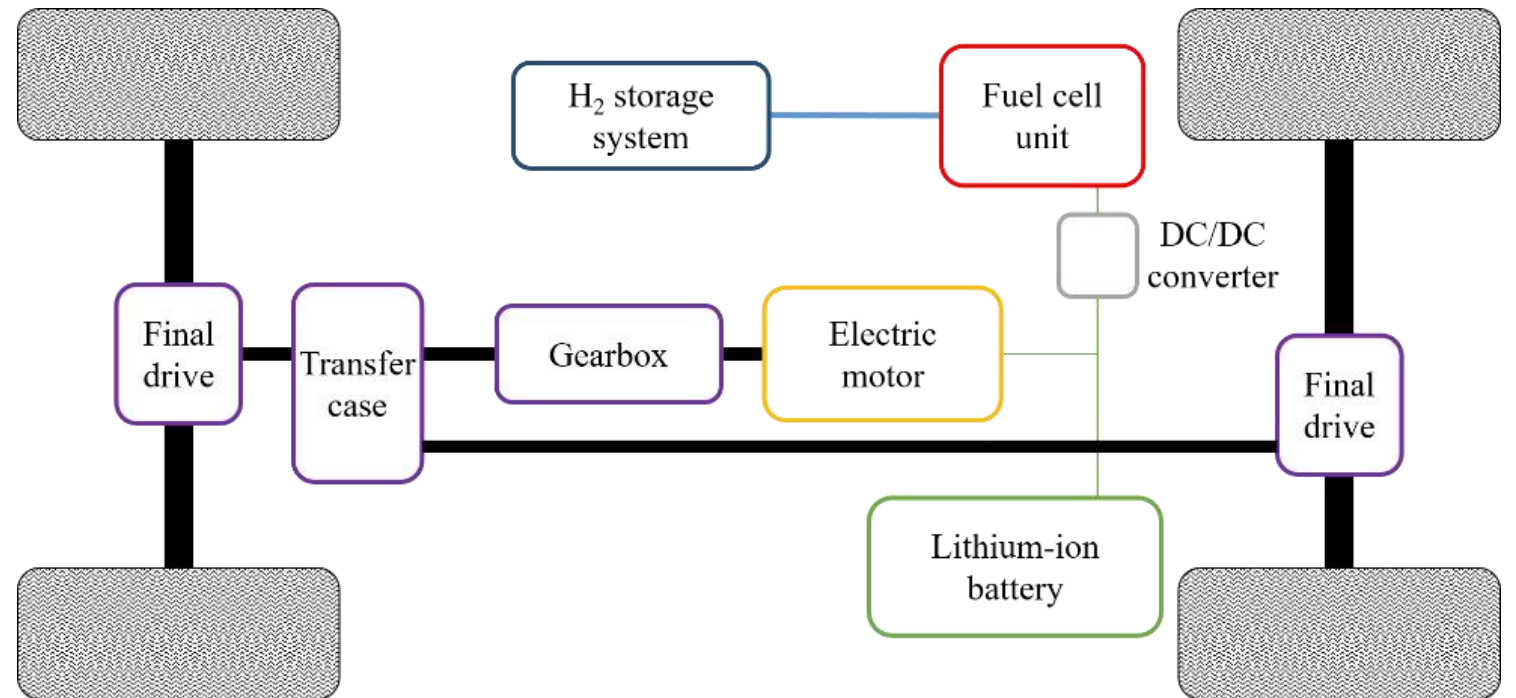 H₂ storage
system
Fuel cell
unit
DC/DC
converter
Final
drive
Transfer
case
Gearbox
Electric
motor
Final
drive
Lithium-ion
battery